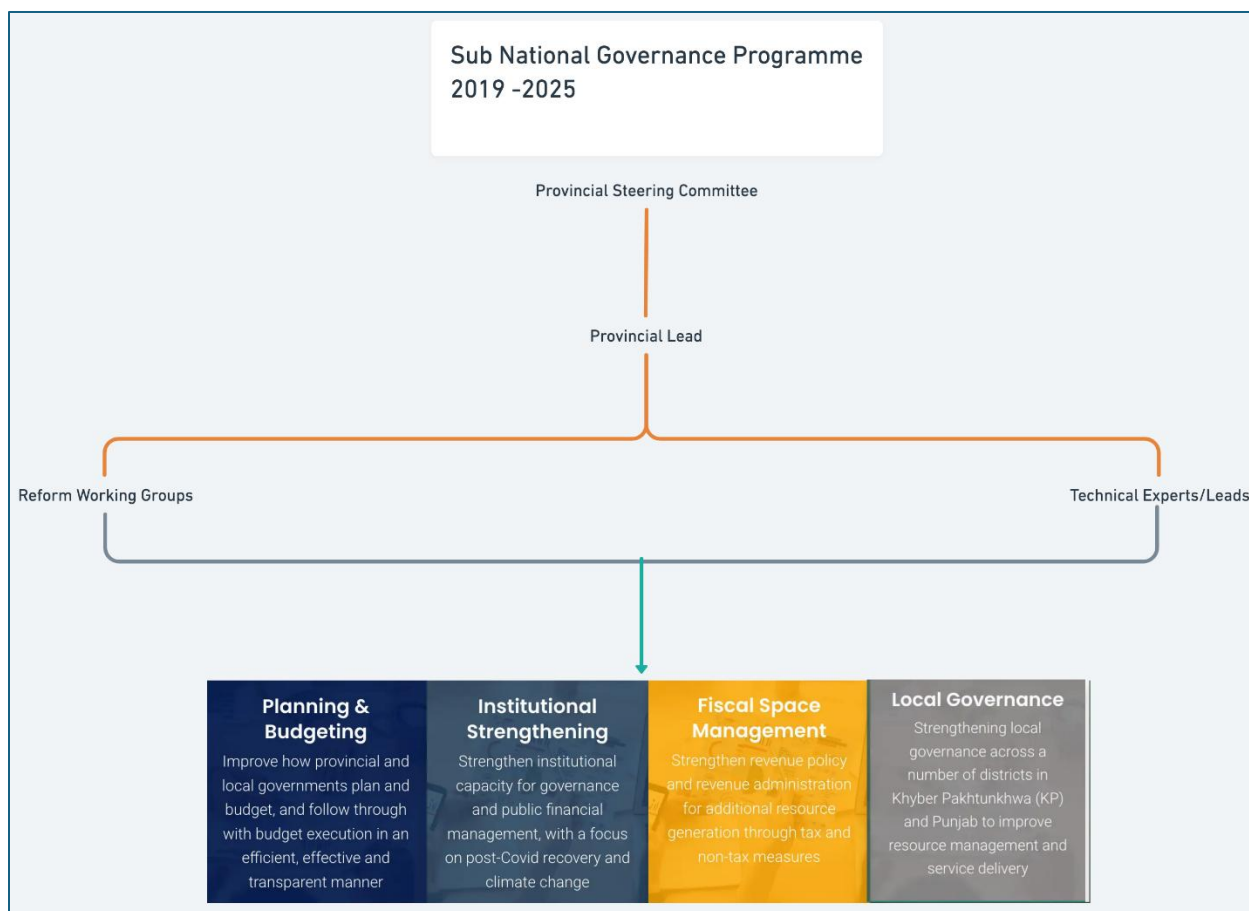 Sub National Governance Programme
2019 -2025
Provincial Steering Committee
Provincial Lead
Reform Working Groups
Technical Experts/Leads
Planning &
Budgeting
Improve how provincial and
local governments plan and
budget, and follow through
with budget execution in an
efficient, effective and
transparent manner
Institutional
Strengthening
Strengthen institutional
capacity for governance
and public financial
management, with a focus
on post-Covid recovery and
climate change
Fiscal Space
Management
Strengthen revenue policy
and revenue administration
for additional resource
generation through tax and
non-tax measures
Local Governance
Strengthening local
governance across a
number of districts in
Khyber Pakhtunkhwa (KP)
and Punjab to improve
resource management and
service delivery